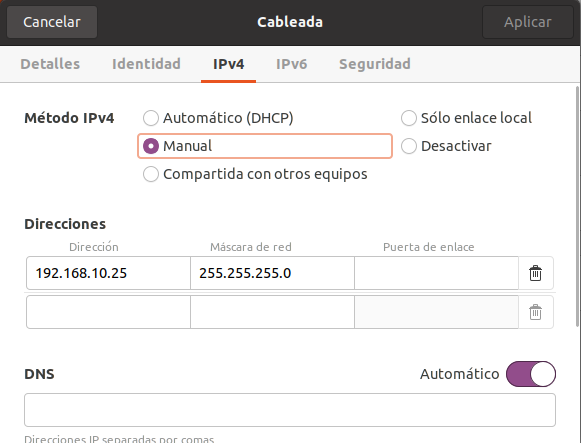 Cancelar Cableada Aplicar
Detalles Identidad IPv4 IPv6 Seguridad
Método IPv4 Automático (DHCP) Sólo enlace local
Manual Desactivar
Compartida con otros equipos
Direcciones
Dirección Máscara de red Puerta de enlace
192.168.10.25 255.255.255.0
DNS Automático
Direcciones IP separadas por comas